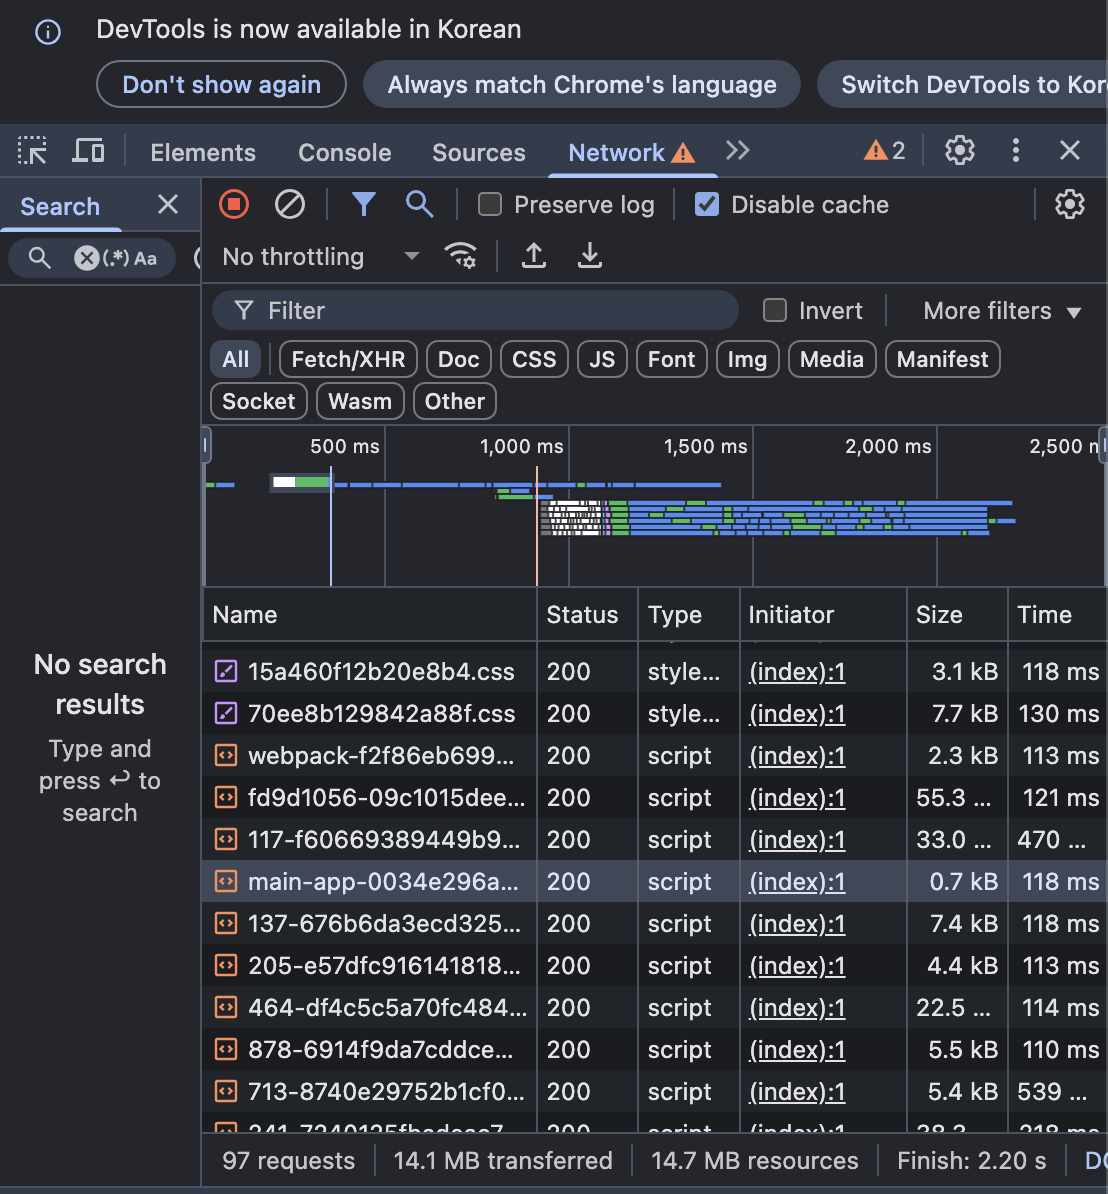 DevTools is now available in Korean
Don't show again Always match Chrome's language Switch DevTools to Kor
Elements Console Sources Network 2
Search Preserve log Disable cache
(.*) Aa No throttling
Filter Invert More filters
All Fetch/XHR Doc CSS JS Font Img Media Manifest
Socket Wasm Other
500 ms 1,000 ms 1,500 ms 2,000 ms 2,500 m
Name Status Type Initiator Size Time
15a460f12b20e8b4.css 200 style... (index):1 3.1 kB 118 ms
70ee8b129842a88f.css 200 style... (index):1 7.7 kB 130 ms
webpack-f2f86eb699... 200 script (index):1 2.3 kB 113 ms
fd9d1056-09c1015dee... 200 script (index):1 55.3 ... 121 ms
117-f60669389449b9... 200 script (index):1 33.0 ... 470 ...
main-app-0034e296a... 200 script (index):1 0.7 kB 118 ms
137-676b6da3ecd325... 200 script (index):1 7.4 kB 118 ms
205-e57dfc916141818... 200 script (index):1 4.4 kB 113 ms
464-df4c5c5a70fc484... 200 script (index):1 22.5 ... 114 ms
878-6914f9da7cddce... 200 script (index):1 5.5 kB 110 ms
713-8740e29752b1cf0... 200 script (index):1 5.4 kB 539 ...
No search
results
Type and
press ↩ to
search
97 requests 14.1 MB transferred 14.7 MB resources Finish: 2.20 s